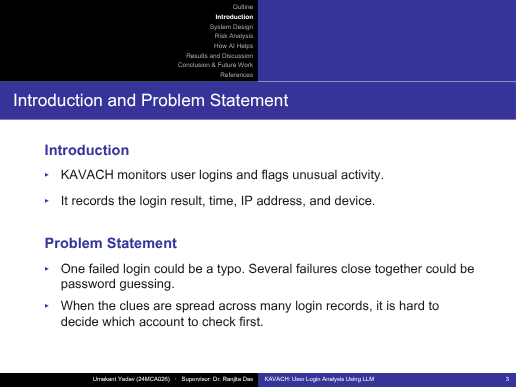 Outline
Introduction
System Design
Risk Analysis
How AI Helps
Results and Discussion
Conclusion & Future Work
References
Introduction and Problem Statement
Introduction
▸ KAVACH monitors user logins and flags unusual activity.
▸ It records the login result, time, IP address, and device.
Problem Statement
▸ One failed login could be a typo. Several failures close together could be
password guessing.
▸ When the clues are spread across many login records, it is hard to
decide which account to check first.
Umakant Yadav (24MCA026) · Supervisor: Dr. Ranjita Das KAVACH: User Login Analysis Using LLM 3